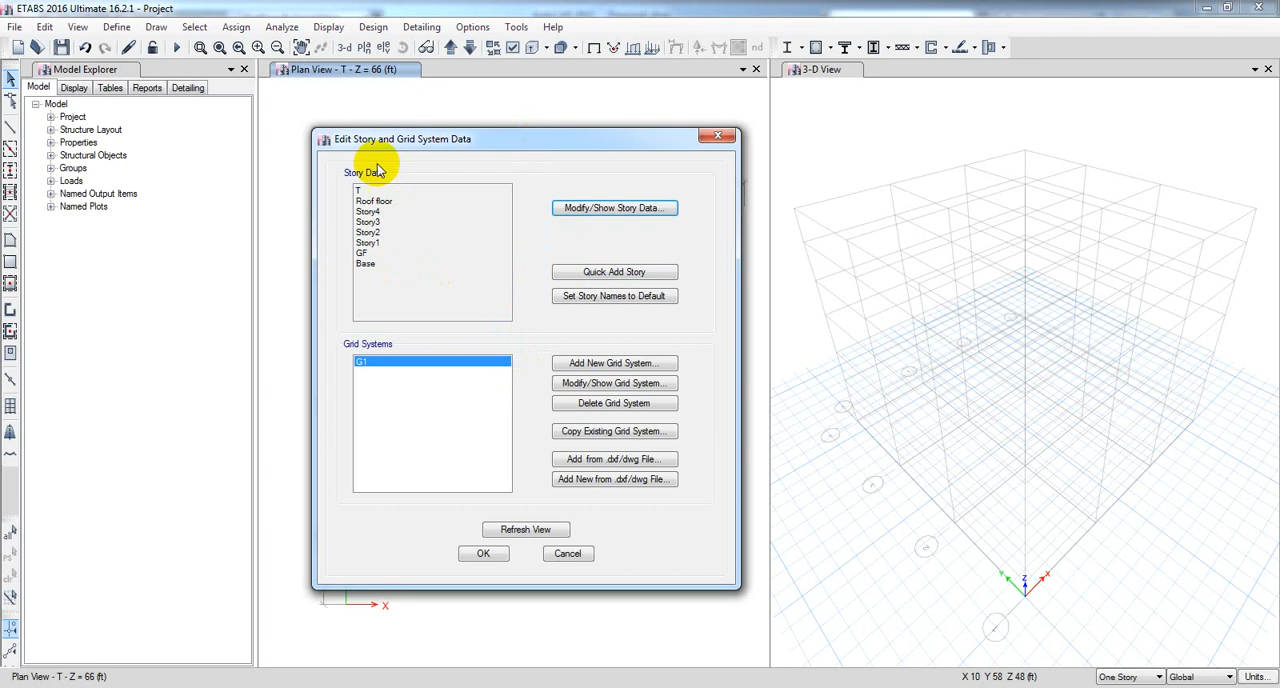 ETABS 2016 Ultimate 16.2.1 - Project
File Edit View Define Draw Select Assign Analyze Display Design Detailing Options Tools Help
3-d nd
Model Explorer
Plan View - T - Z = 66 (ft)
3-D View
Model Display Tables Reports Detailing
Model
Project
Structure Layout
Properties
Structural Objects
Groups
Loads
Named Output Items
Named Plots
Edit Story and Grid System Data
Story Data
T
Roof floor
Story4
Story3
Story2
Story1
GF
Base
Modify/Show Story Data...
Quick Add Story
Set Story Names to Default
Grid Systems
G1
Add New Grid System...
Modify/Show Grid System...
Delete Grid System
Copy Existing Grid System...
Add from .dxf/dwg File...
Add New from .dxf/dwg File...
Refresh View
OK Cancel
X
Y Z X
all
clr
Plan View - T - Z = 66 (ft)
X 10 Y 58 Z 48 (ft)
One Story Global Units...